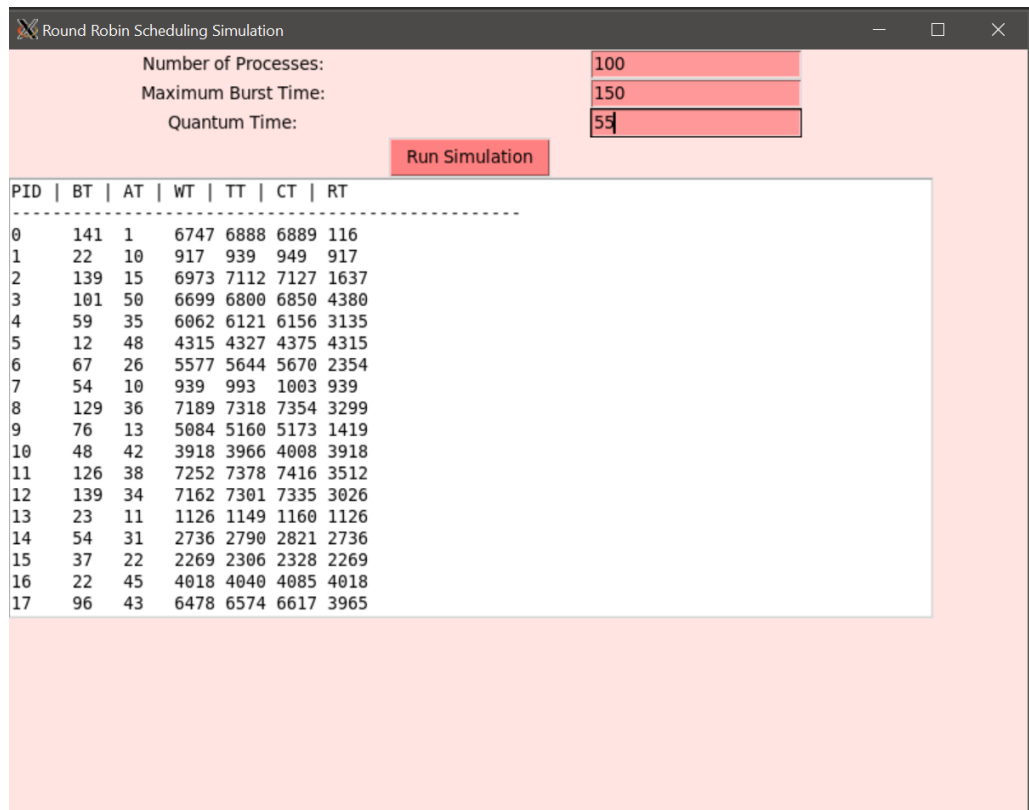 Round Robin Scheduling Simulation
Number of Processes: 100
Maximum Burst Time: 150
Quantum Time: 55
Run Simulation
PID | BT | AT | WT | TT | CT | RT
--------------------------------------------------
0 141 1 6747 6888 6889 116
1 22 10 917 939 949 917
2 139 15 6973 7112 7127 1637
3 101 50 6699 6800 6850 4380
4 59 35 6062 6121 6156 3135
5 12 48 4315 4327 4375 4315
6 67 26 5577 5644 5670 2354
7 54 10 939 993 1003 939
8 129 36 7189 7318 7354 3299
9 76 13 5084 5160 5173 1419
10 48 42 3918 3966 4008 3918
11 126 38 7252 7378 7416 3512
12 139 34 7162 7301 7335 3026
13 23 11 1126 1149 1160 1126
14 54 31 2736 2790 2821 2736
15 37 22 2269 2306 2328 2269
16 22 45 4018 4040 4085 4018
17 96 43 6478 6574 6617 3965